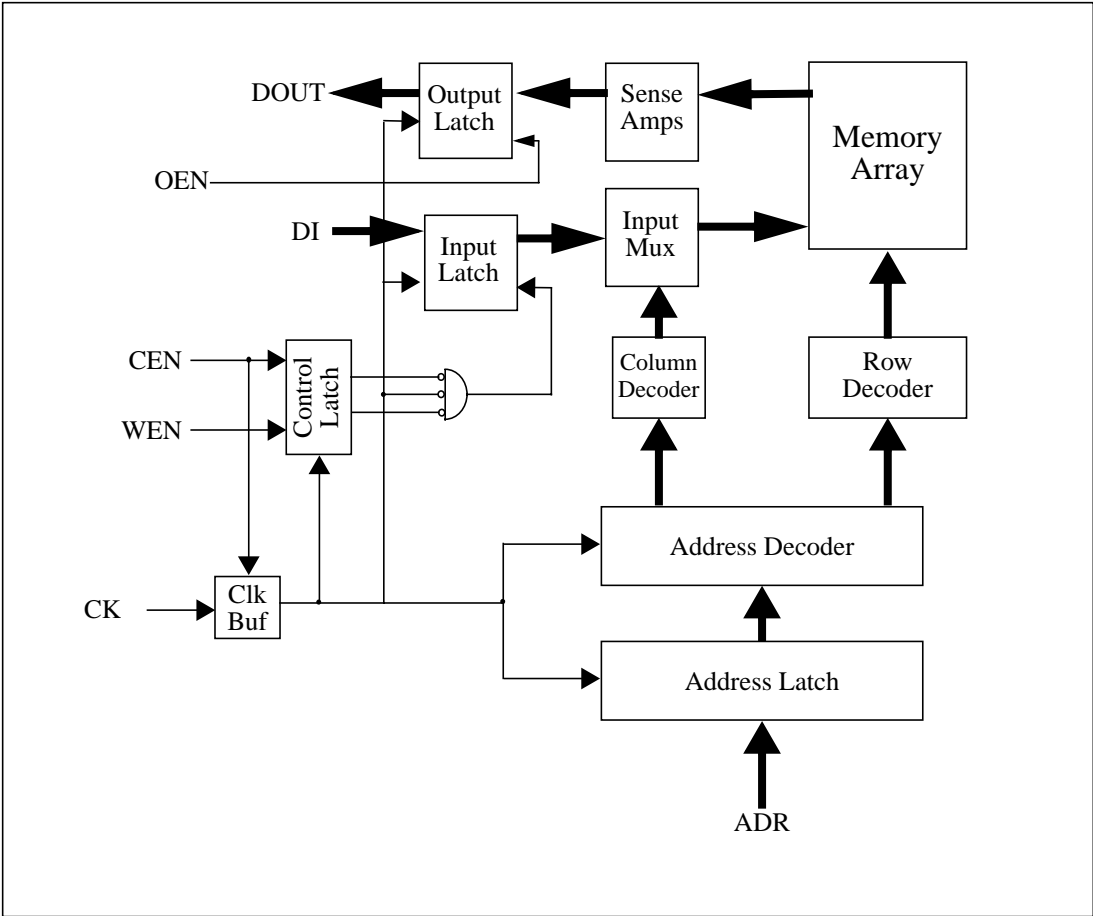 DOUT
Output
Latch
Sense
Amps
Memory
Array
OEN
DI
Input
Latch
Input
Mux
CEN
WEN
Control
Latch
Column
Decoder
Row
Decoder
Address Decoder
CK
Clk
Buf
Address Latch
ADR